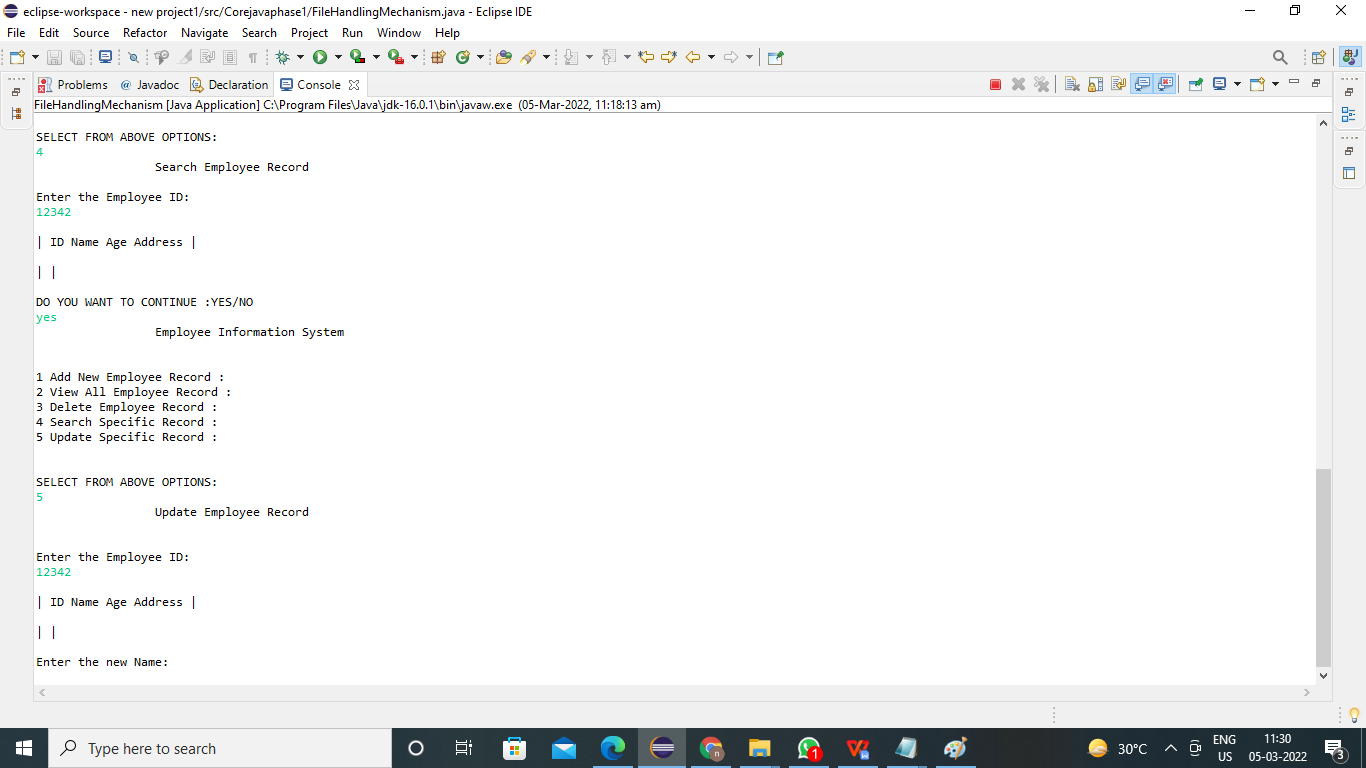 eclipse-workspace - new project1/src/Corejavaphase1/FileHandlingMechanism.java - Eclipse IDE
File Edit Source Refactor Navigate Search Project Run Window Help
Problems @ Javadoc Declaration Console
FileHandlingMechanism [Java Application] C:\Program Files\Java\jdk-16.0.1\bin\javaw.exe (05-Mar-2022, 11:18:13 am)
SELECT FROM ABOVE OPTIONS:
4
Search Employee Record
Enter the Employee ID:
12342
| ID Name Age Address |
| |
DO YOU WANT TO CONTINUE :YES/NO
yes
Employee Information System
1 Add New Employee Record :
2 View All Employee Record :
3 Delete Employee Record :
4 Search Specific Record :
5 Update Specific Record :
SELECT FROM ABOVE OPTIONS:
5
Update Employee Record
Enter the Employee ID:
12342
| ID Name Age Address |
| |
Enter the new Name:
Type here to search
1
30°C
ENG
US
11:30
05-03-2022
3